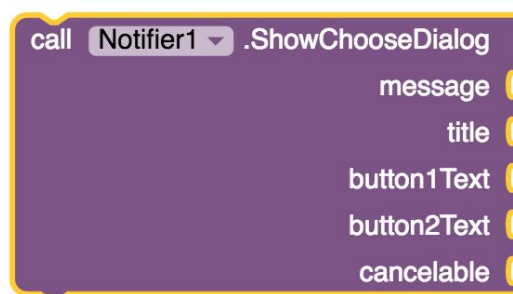 call Notifier1 .ShowChooseDialog
message
title
button1Text
button2Text
cancelable